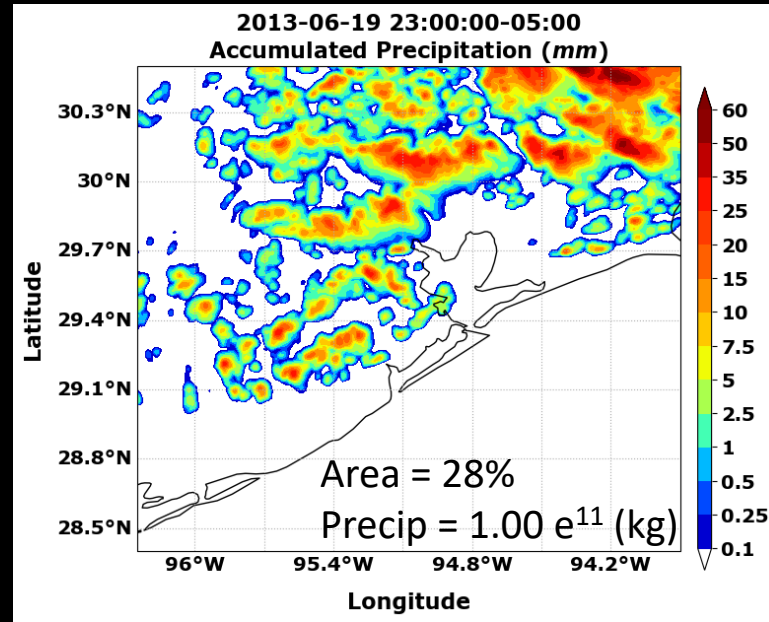 2013-06-19 23:00:00-05:00
Accumulated Precipitation (mm)
Latitude
30.3°N
30°N
29.7°N
29.4°N
29.1°N
28.8°N
28.5°N
60
50
35
25
20
15
10
7.5
5
2.5
1
0.5
0.25
0.1
Area = 28%
Precip = 1.00 e¹¹ (kg)
96°W 95.4°W 94.8°W 94.2°W
Longitude